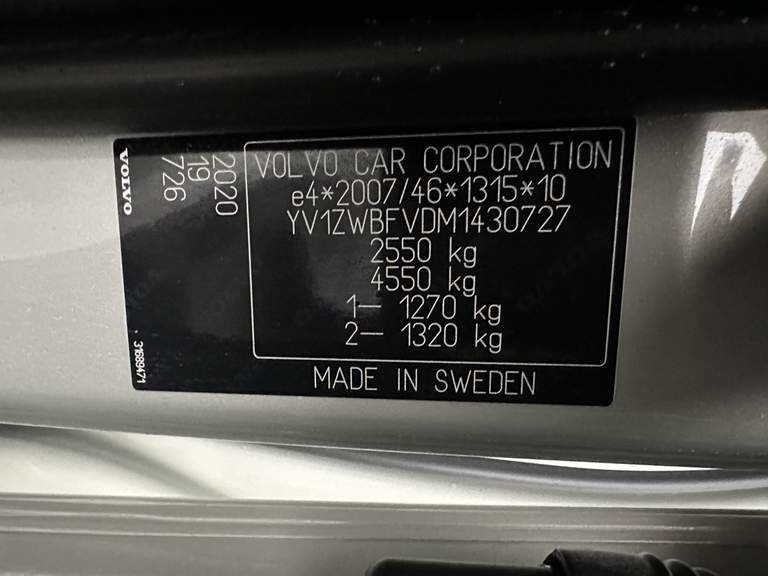 VOLVO
2020
19
726
VOLVO CAR CORPORATION
e4*2007/46*1315*10
YV1ZWBFVDM1430727
2550 kg
4550 kg
1— 1270 kg
2— 1320 kg
MADE IN SWEDEN
31689471